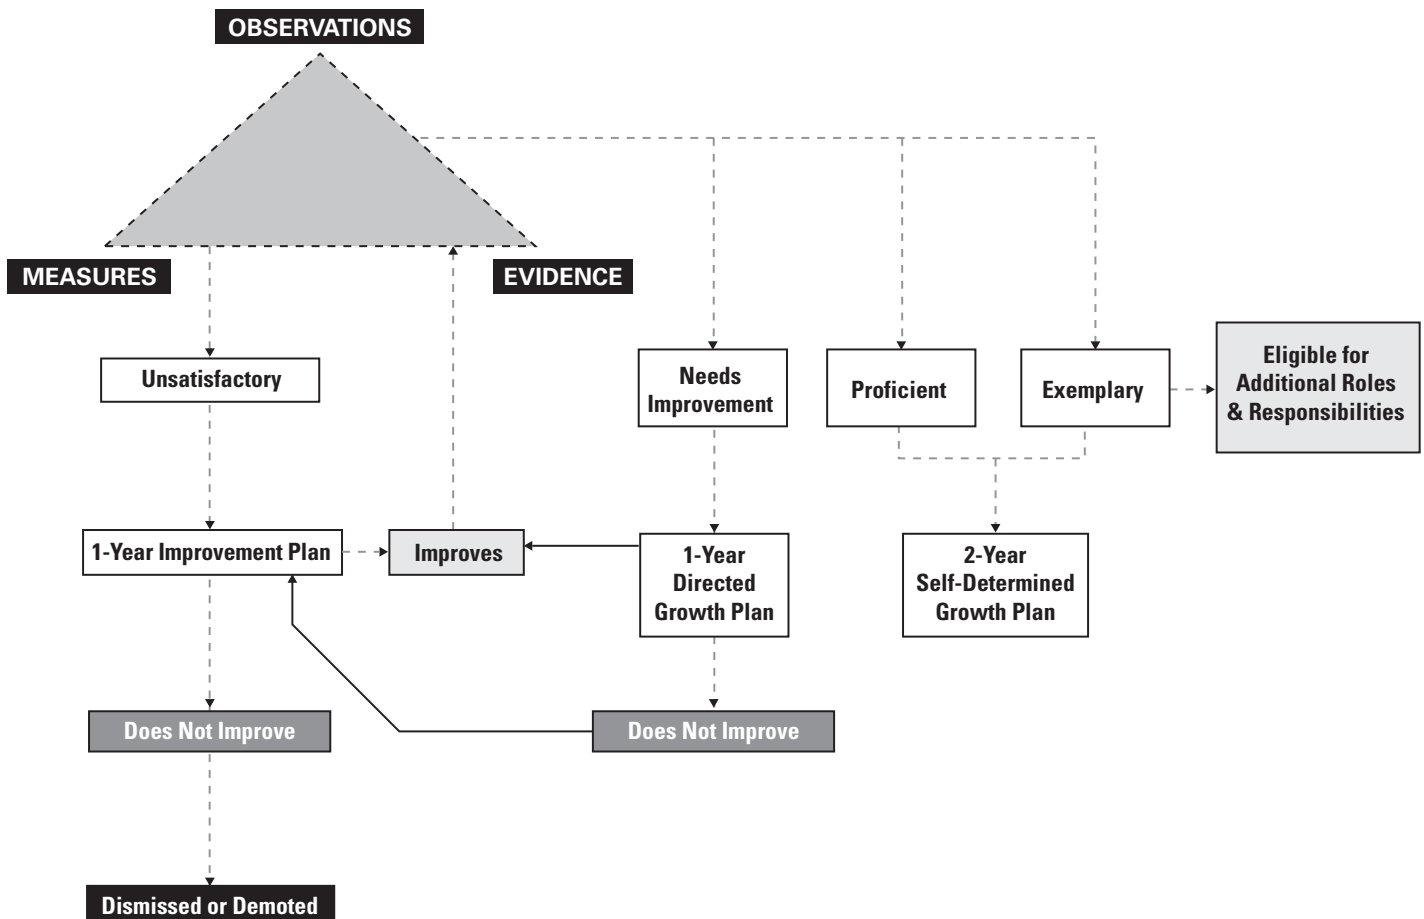 OBSERVATIONS
MEASURES
EVIDENCE
Unsatisfactory
Needs
Improvement
Proficient
Exemplary
Eligible for
Additional Roles
& Responsibilities
1-Year Improvement Plan
Improves
1-Year
Directed
Growth Plan
2-Year
Self-Determined
Growth Plan
Does Not Improve
Does Not Improve
Dismissed or Demoted